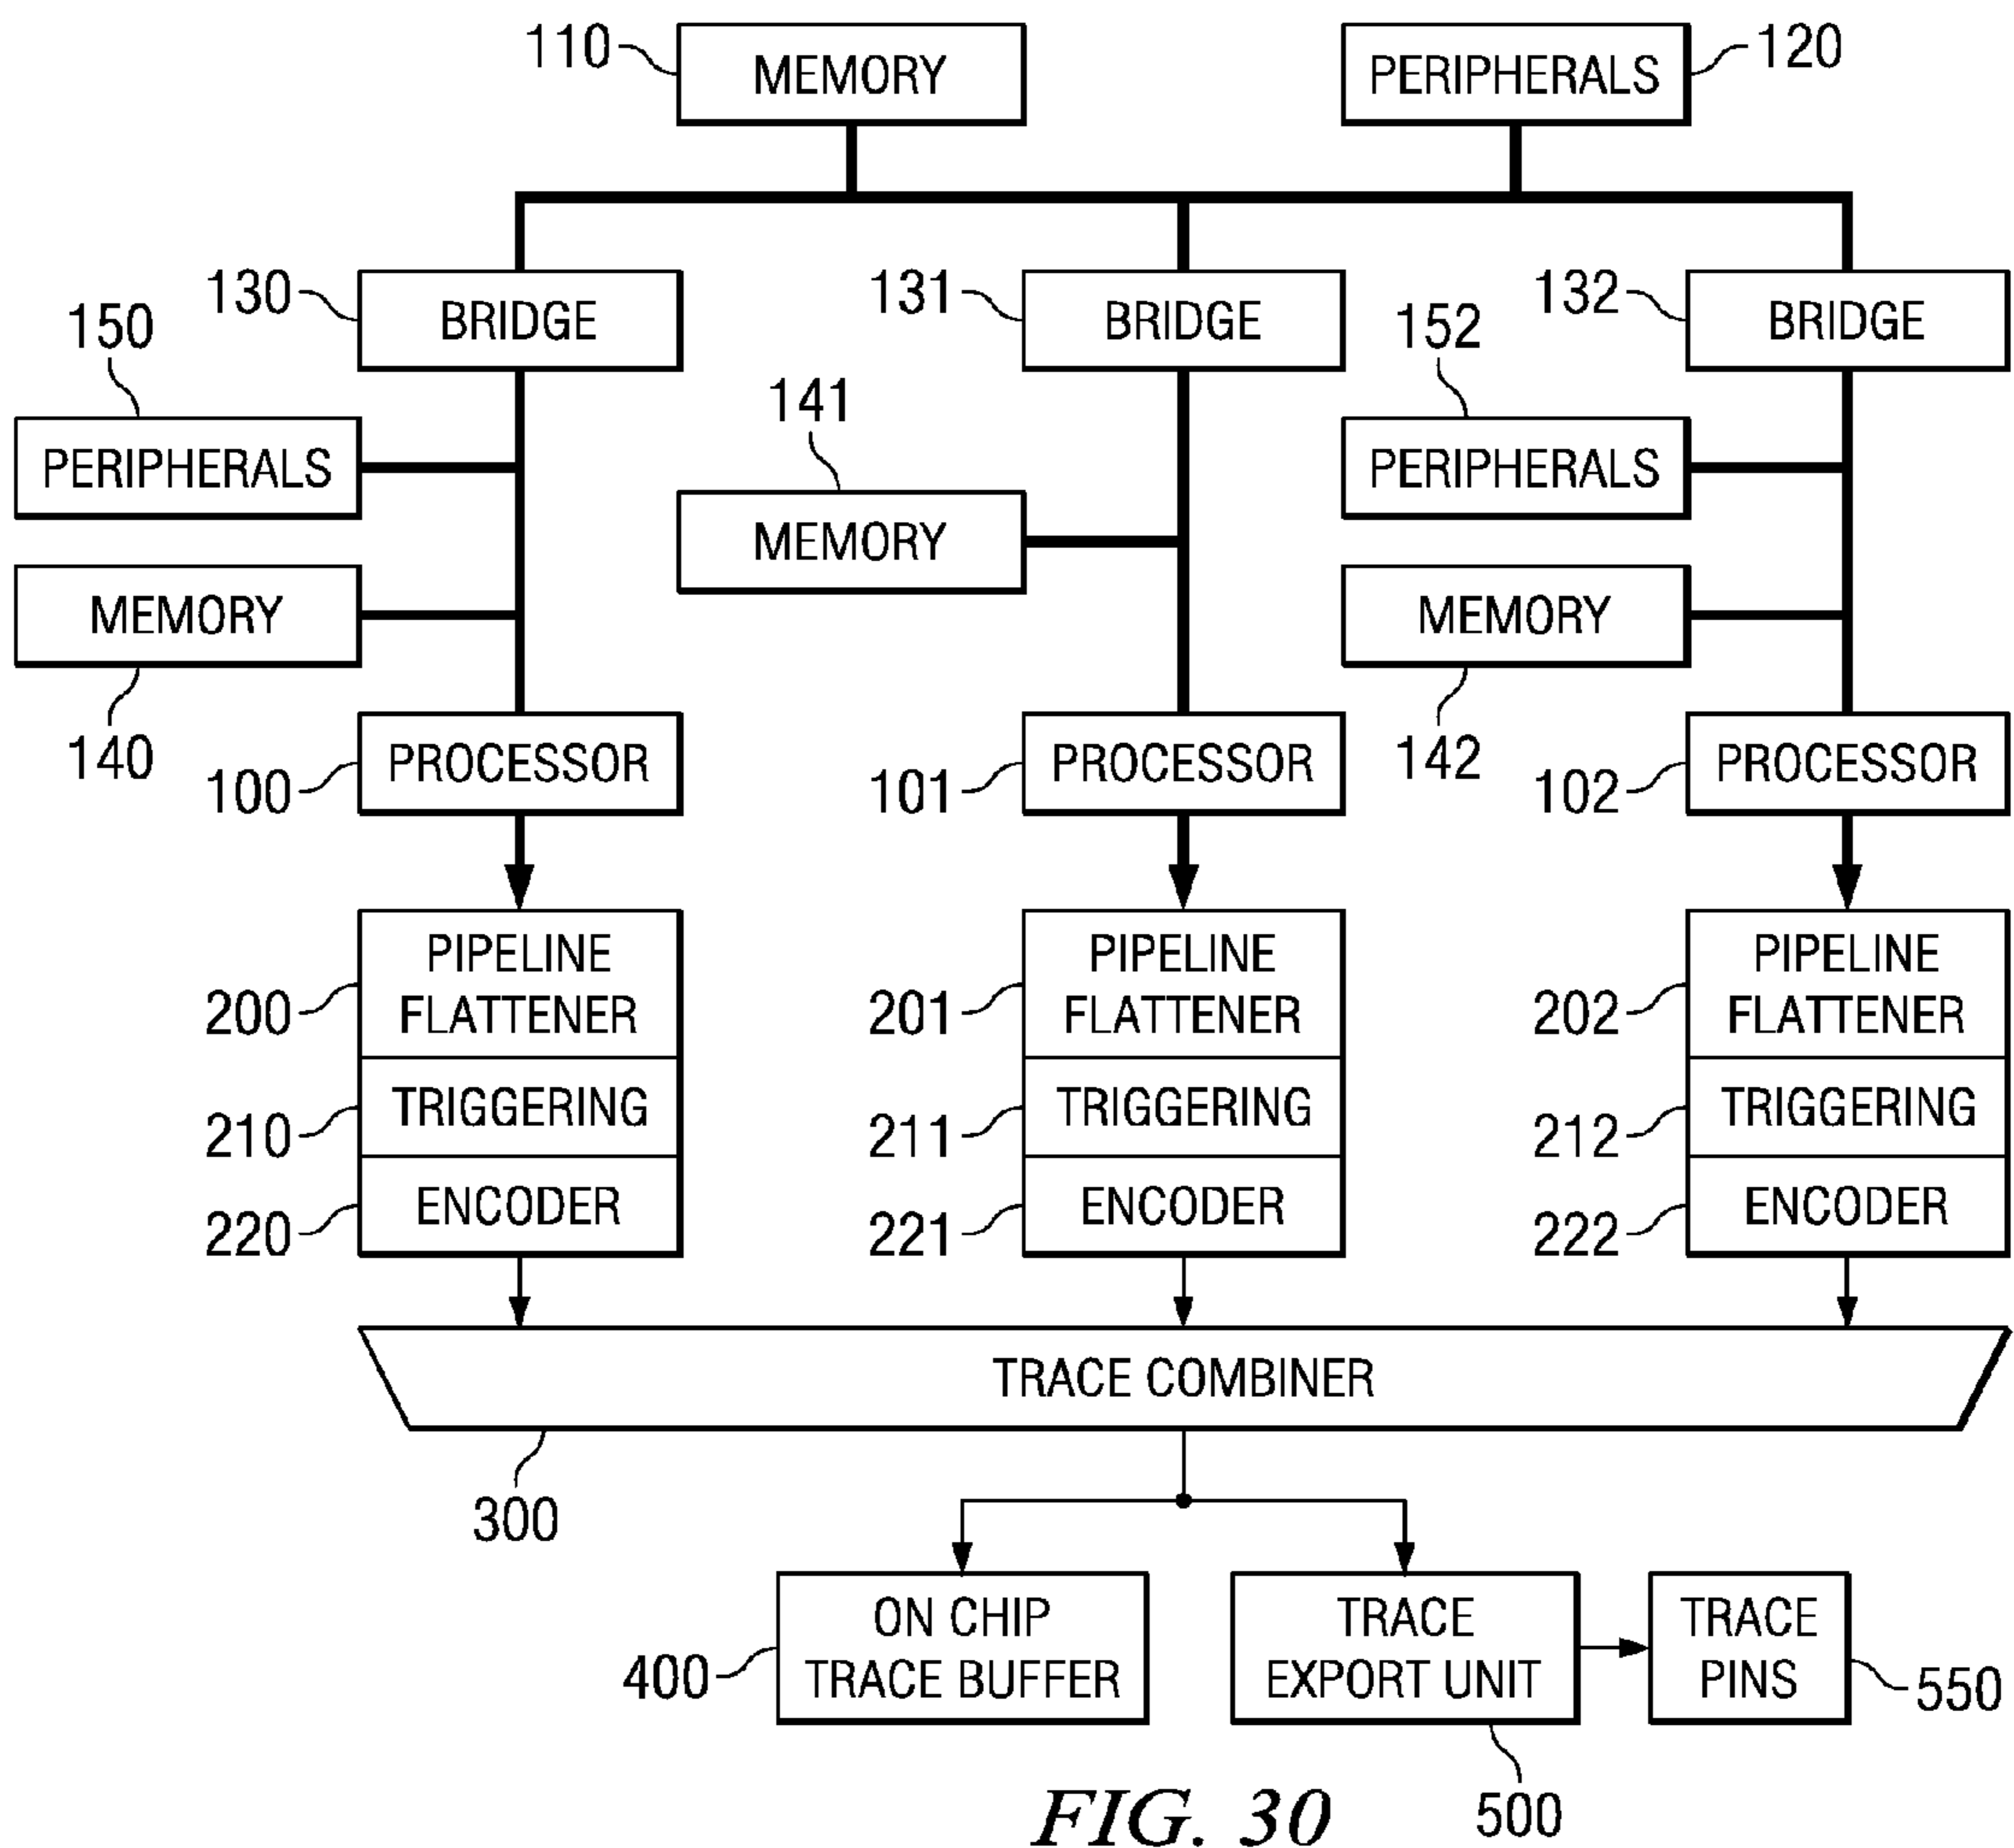 110
MEMORY
PERIPHERALS
120
130
BRIDGE
131
BRIDGE
132
BRIDGE
150
152
PERIPHERALS
141
PERIPHERALS
MEMORY
MEMORY
MEMORY
140
100
PROCESSOR
101
PROCESSOR
142
102
PROCESSOR
200
PIPELINE
FLATTENER
201
PIPELINE
FLATTENER
202
PIPELINE
FLATTENER
210
TRIGGERING
211
TRIGGERING
212
TRIGGERING
220
ENCODER
221
ENCODER
222
ENCODER
TRACE COMBINER
300
400
ON CHIP
TRACE BUFFER
TRACE
EXPORT UNIT
TRACE
PINS
550
500
FIG. 30